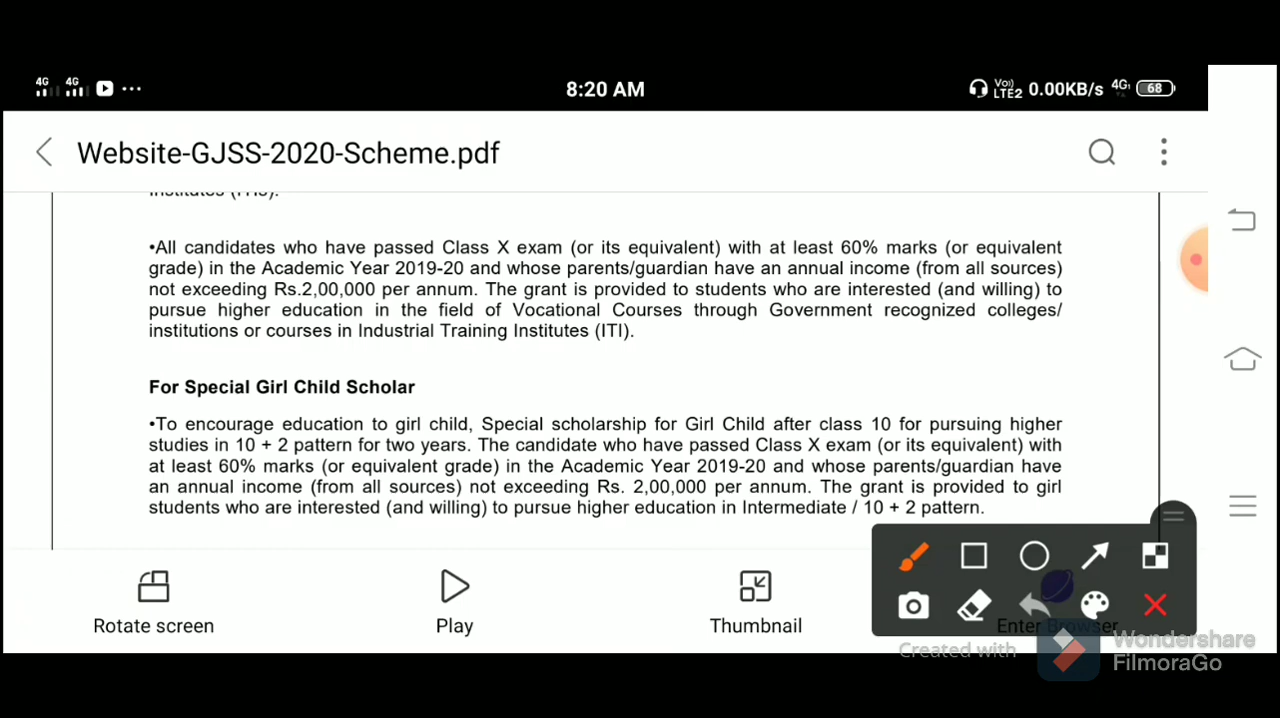 4G 4G ... 8:20 AM Vo) LTE2 0.00KB/s 4G 68
Website-GJSS-2020-Scheme.pdf
•All candidates who have passed Class X exam (or its equivalent) with at least 60% marks (or equivalent
grade) in the Academic Year 2019-20 and whose parents/guardian have an annual income (from all sources)
not exceeding Rs.2,00,000 per annum. The grant is provided to students who are interested (and willing) to
pursue higher education in the field of Vocational Courses through Government recognized colleges/
institutions or courses in Industrial Training Institutes (ITI).
For Special Girl Child Scholar
•To encourage education to girl child, Special scholarship for Girl Child after class 10 for pursuing higher
studies in 10 + 2 pattern for two years. The candidate who have passed Class X exam (or its equivalent) with
at least 60% marks (or equivalent grade) in the Academic Year 2019-20 and whose parents/guardian have
an annual income (from all sources) not exceeding Rs. 2,00,000 per annum. The grant is provided to girl
students who are interested (and willing) to pursue higher education in Intermediate / 10 + 2 pattern.
Rotate screen
Play
Thumbnail
Enter Browser
Created with
Wondershare
FilmoraGo